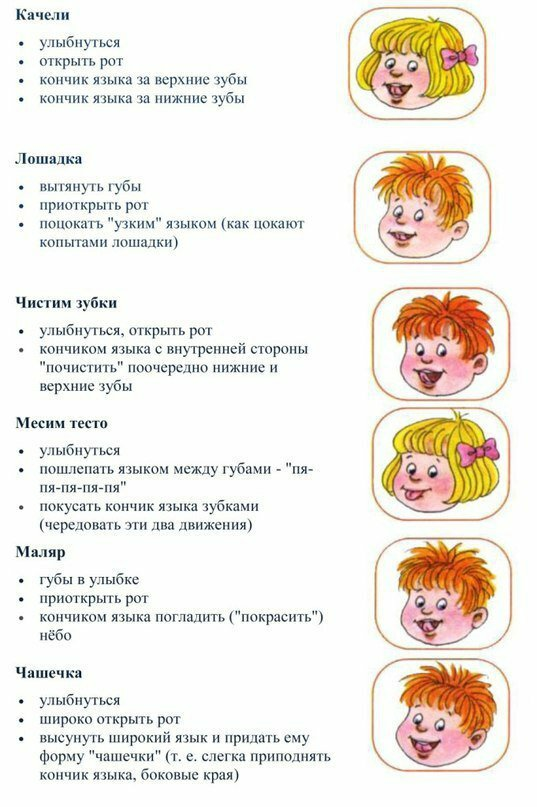 Качели
• улыбнуться
• открыть рот
• кончик языка за верхние зубы
• кончик языка за нижние зубы
Лошадка
• вытянуть губы
• приоткрыть рот
• поцокать "узким" языком (как цокают
копытами лошадки)
Чистим зубки
• улыбнуться, открыть рот
• кончиком языка с внутренней стороны
"почистить" поочередно нижние и
верхние зубы
Месим тесто
• улыбнуться
• пошлепать языком между губами - "пя-
пя-пя-пя-пя"
• покусать кончик языка зубками
(чередовать эти два движения)
Маляр
• губы в улыбке
• приоткрыть рот
• кончиком языка погладить ("покрасить")
нёбо
Чашечка
• улыбнуться
• широко открыть рот
• высунуть широкий язык и придать ему
форму "чашечки" (т. е. слегка приподнять
кончик языка, боковые края)